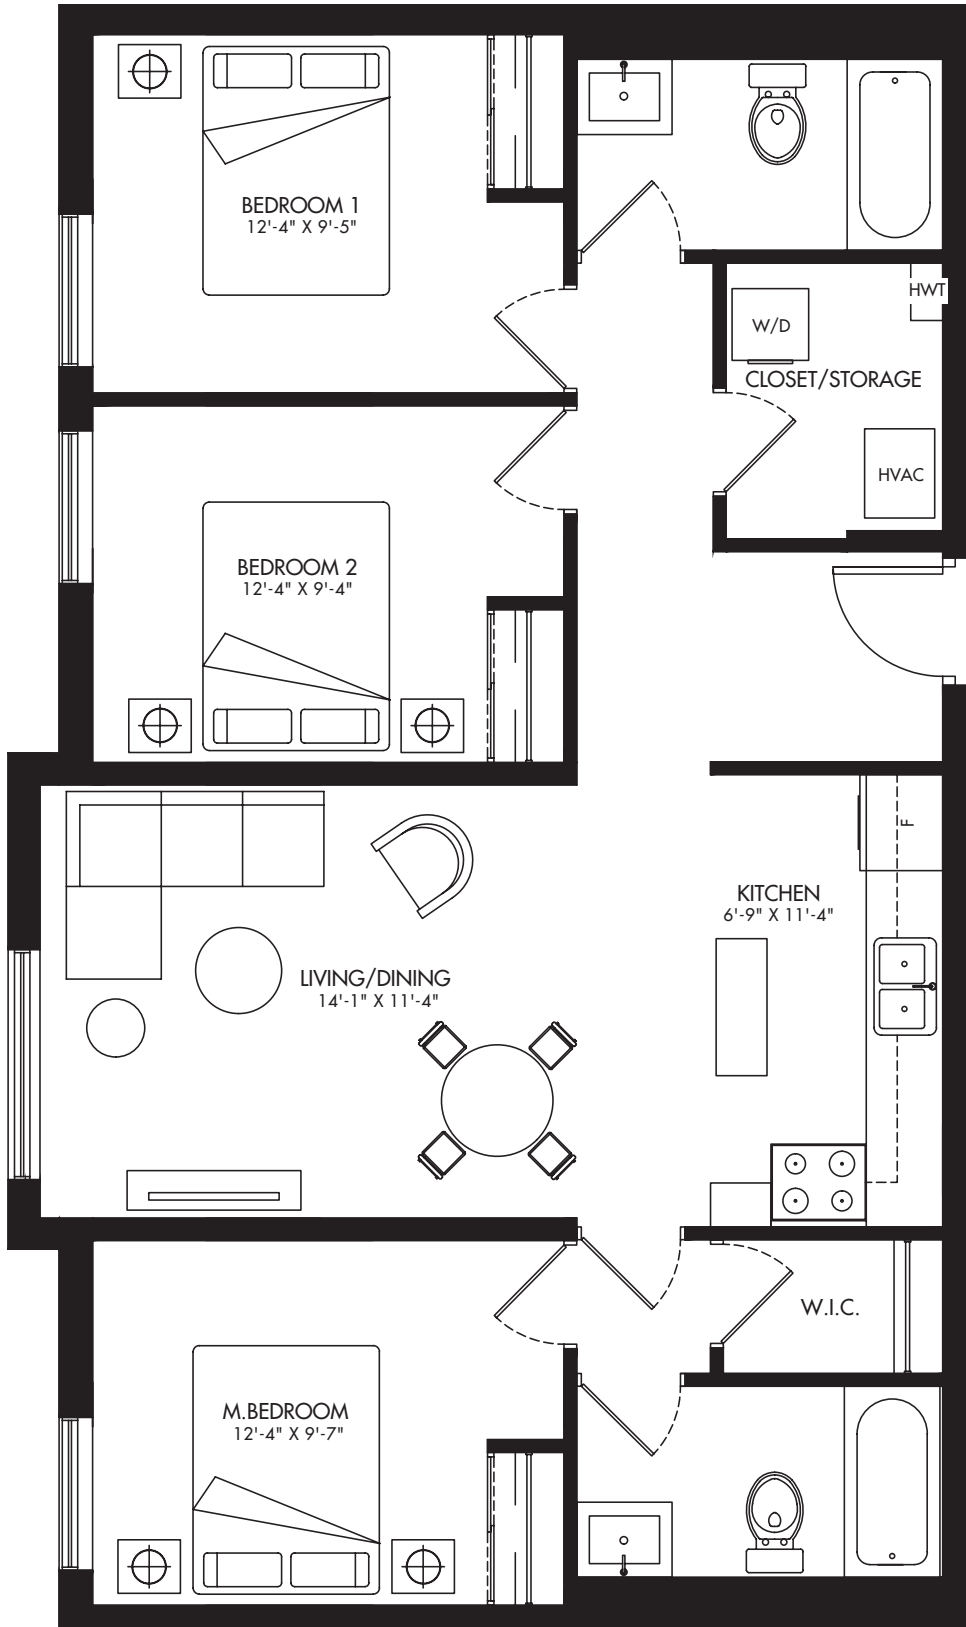 BEDROOM 1
12'-4" X 9'-5"
HWT
W/D
CLOSET/STORAGE
HVAC
BEDROOM 2
12'-4" X 9'-4"
F
KITCHEN
6'-9" X 11'-4"
LIVING/DINING
14'-1" X 11'-4"
W.I.C.
M.BEDROOM
12'-4" X 9'-7"